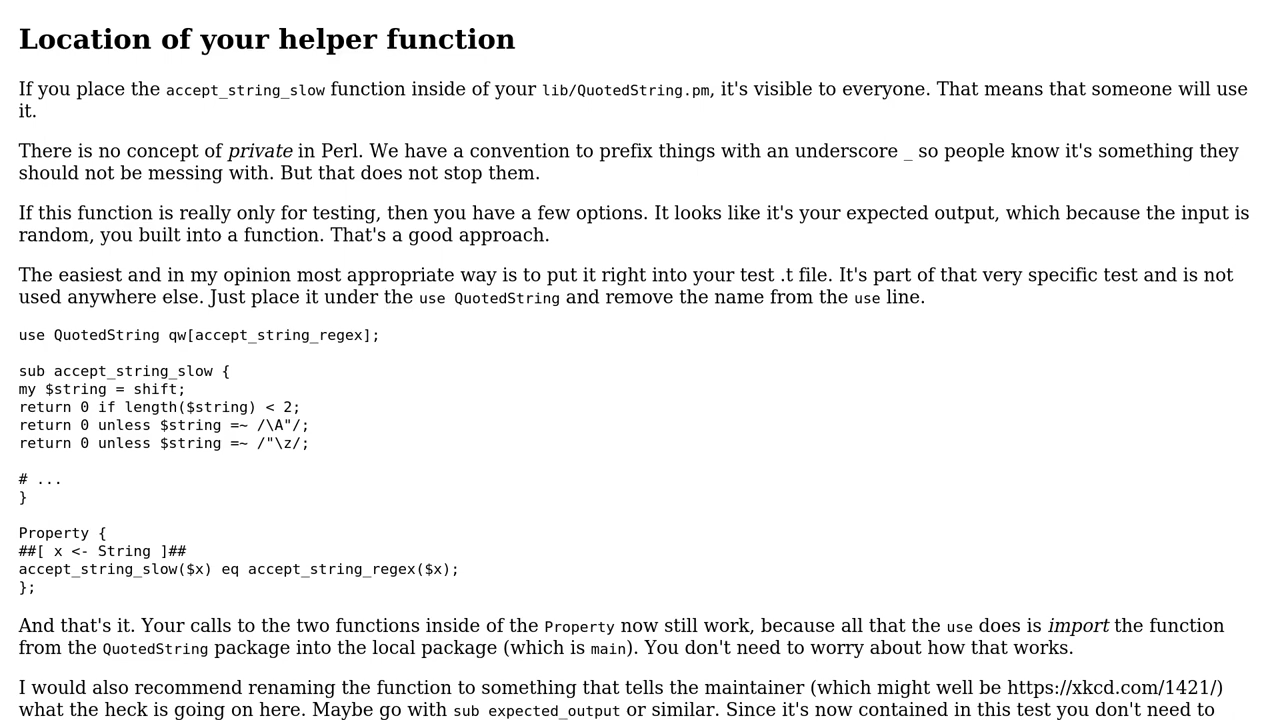 Location of your helper function
If you place the accept_string_slow function inside of your lib/QuotedString.pm, it's visible to everyone. That means that someone will use
it.
There is no concept of private in Perl. We have a convention to prefix things with an underscore _ so people know it's something they
should not be messing with. But that does not stop them.
If this function is really only for testing, then you have a few options. It looks like it's your expected output, which because the input is
random, you built into a function. That's a good approach.
The easiest and in my opinion most appropriate way is to put it right into your test .t file. It's part of that very specific test and is not
used anywhere else. Just place it under the use QuotedString and remove the name from the use line.
use QuotedString qw[accept_string_regex];
sub accept_string_slow {
my $string = shift;
return 0 if length($string) < 2;
return 0 unless $string =~ /\A"/;
return 0 unless $string =~ /"\z/;
# ...
}
Property {
##[ x <- String ]##
accept_string_slow($x) eq accept_string_regex($x);
};
And that's it. Your calls to the two functions inside of the Property now still work, because all that the use does is import the function
from the QuotedString package into the local package (which is main). You don't need to worry about how that works.
I would also recommend renaming the function to something that tells the maintainer (which might well be https://xkcd.com/1421/)
what the heck is going on here. Maybe go with sub expected_output or similar. Since it's now contained in this test you don't need to